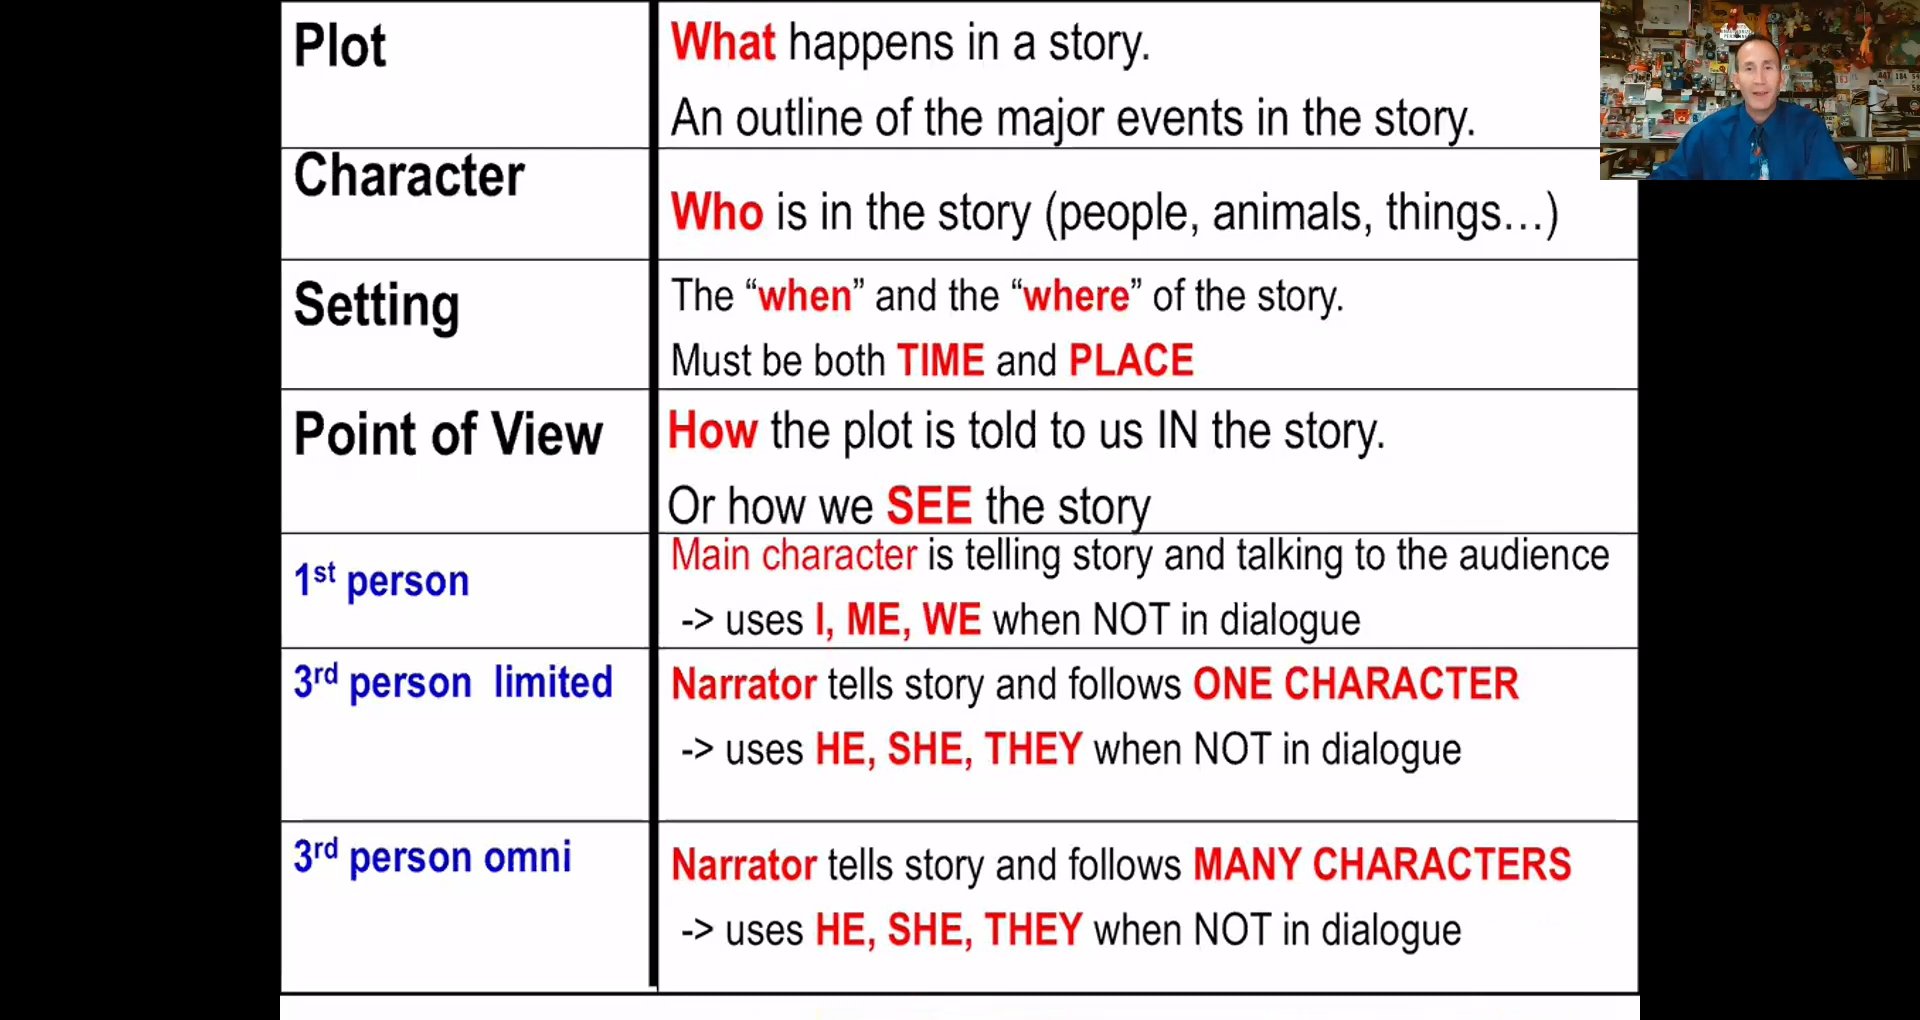 Plot
What happens in a story.
An outline of the major events in the story.
Character
Who is in the story (people, animals, things…)
Setting
The “when” and the “where” of the story.
Must be both TIME and PLACE
Point of View
How the plot is told to us IN the story.
Or how we SEE the story
1st person
Main character is telling story and talking to the audience
-> uses I, ME, WE when NOT in dialogue
3rd person limited
Narrator tells story and follows ONE CHARACTER
-> uses HE, SHE, THEY when NOT in dialogue
3rd person omni
Narrator tells story and follows MANY CHARACTERS
-> uses HE, SHE, THEY when NOT in dialogue